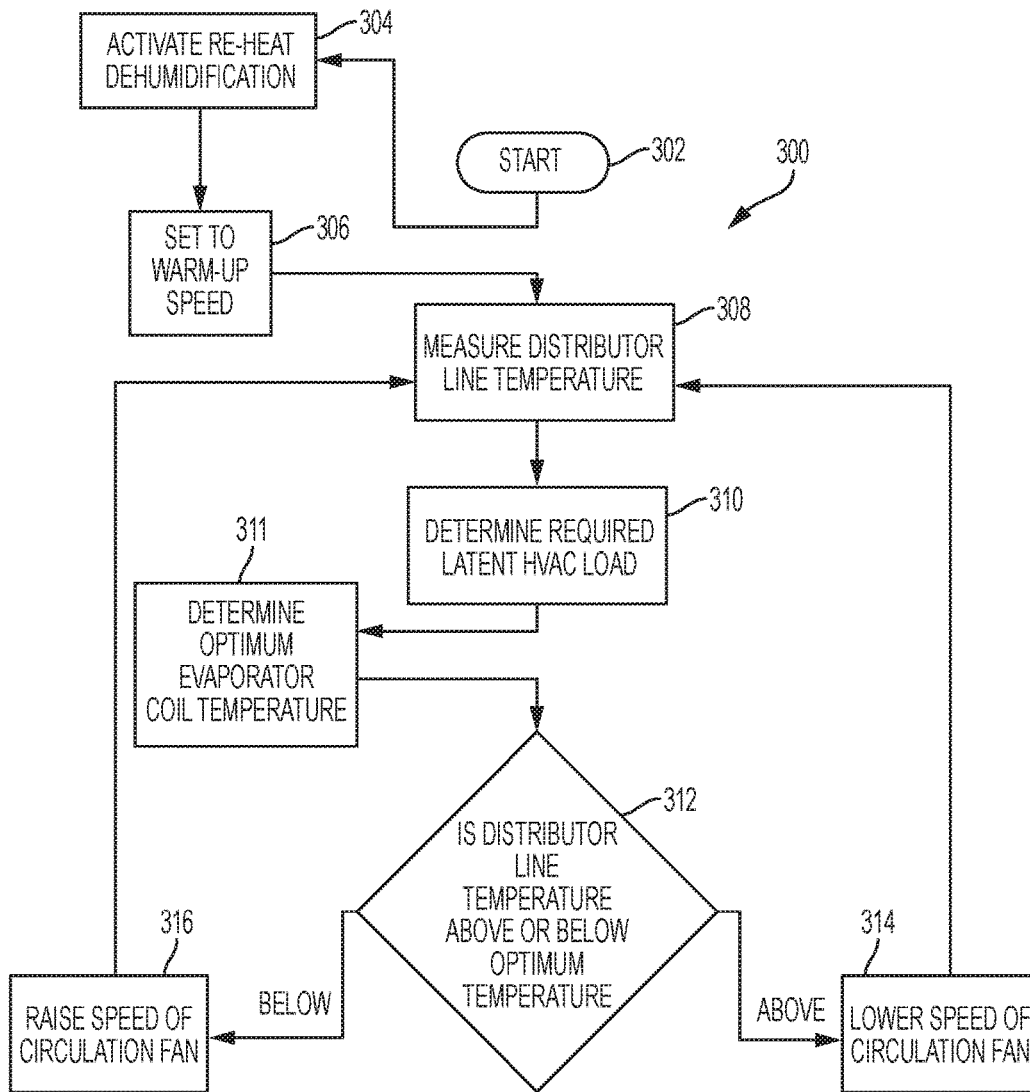 304
ACTIVATE RE-HEAT
DEHUMIDIFICATION
START
302
300
306
SET TO
WARM-UP
SPEED
308
MEASURE DISTRIBUTOR
LINE TEMPERATURE
310
DETERMINE REQUIRED
LATENT HVAC LOAD
311
DETERMINE
OPTIMUM
EVAPORATOR
COIL TEMPERATURE
312
IS DISTRIBUTOR
LINE
TEMPERATURE
ABOVE OR BELOW
OPTIMUM
TEMPERATURE
316
RAISE SPEED OF
CIRCULATION FAN
BELOW
ABOVE
314
LOWER SPEED OF
CIRCULATION FAN